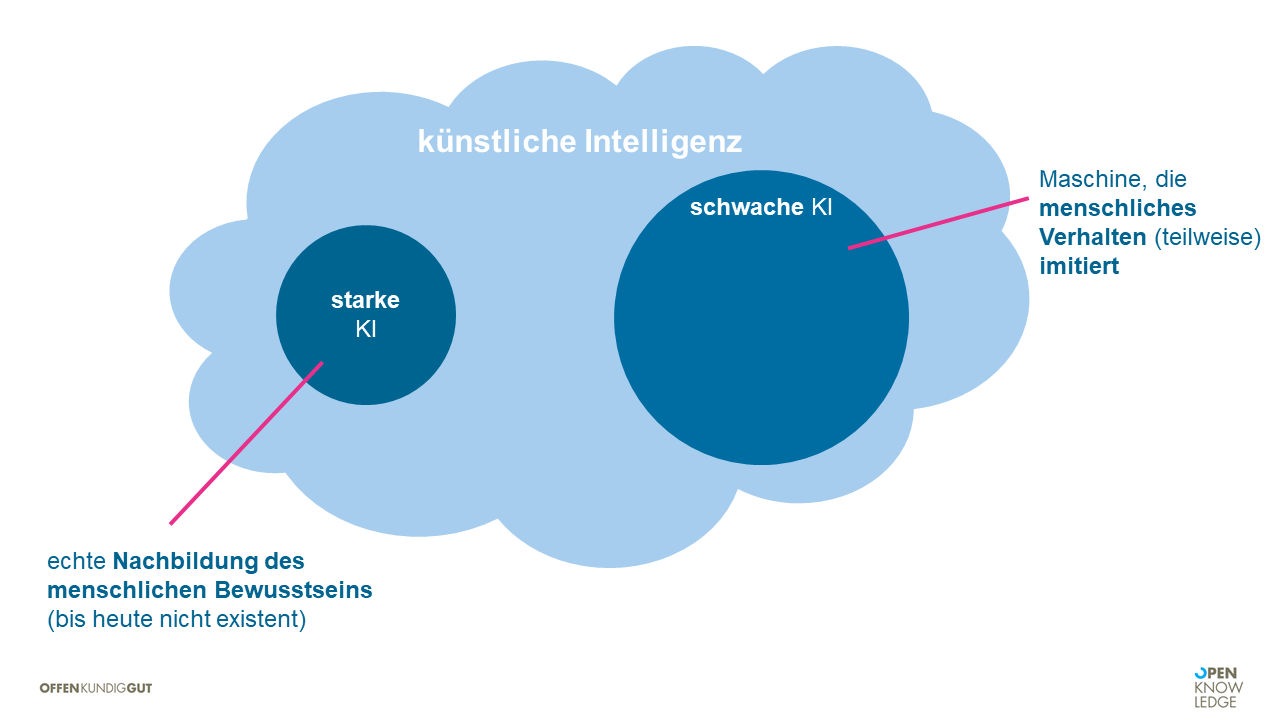 künstliche Intelligenz
schwache KI
Maschine, die
menschliches
Verhalten (teilweise)
imitiert
starke
KI
echte Nachbildung des
menschlichen Bewusstseins
(bis heute nicht existent)
OFFENKUNDIGGUT
OPEN
KNOW
LEDGE